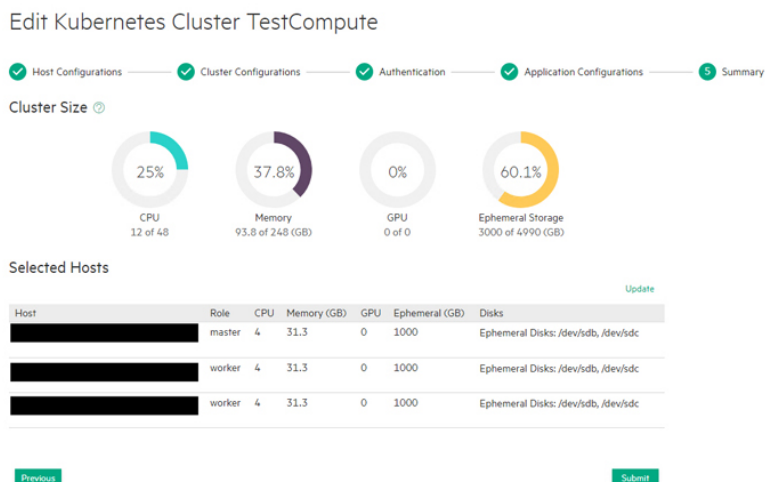 Edit Kubernetes Cluster TestCompute
Host Configurations Cluster Configurations Authentication Application Configurations 5 Summary
Cluster Size ?
25% 37.8% 0% 60.1%
CPU Memory GPU Ephemeral Storage
12 of 48 93.8 of 248 (GB) 0 of 0 3000 of 4990 (GB)
Selected Hosts
Update
Host Role CPU Memory (GB) GPU Ephemeral (GB) Disks
master 4 31.3 0 1000 Ephemeral Disks: /dev/sdb, /dev/sdc
worker 4 31.3 0 1000 Ephemeral Disks: /dev/sdb, /dev/sdc
worker 4 31.3 0 1000 Ephemeral Disks: /dev/sdb, /dev/sdc
Previous Submit